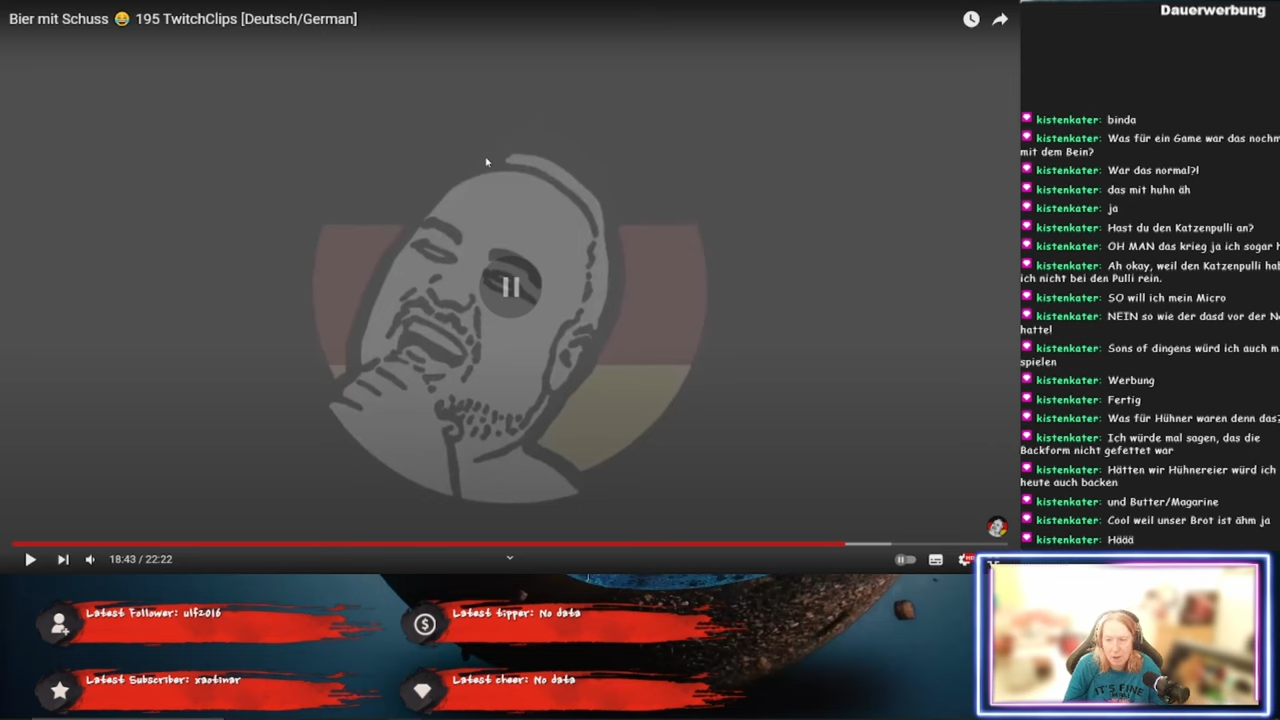 Bier mit Schuss 😂 195 TwitchClips [Deutsch/German]
Dauerwerbung
kistenkater: binda
kistenkater: Was für ein Game war das nochm
mit dem Bein?
kistenkater: War das normal?!
kistenkater: das mit huhn äh
kistenkater: ja
kistenkater: Hast du den Katzenpulli an?
kistenkater: OH MAN das krieg ja ich sogar h
kistenkater: Ah okay, weil den Katzenpulli hab
ich nicht bei den Pulli rein.
kistenkater: SO will ich mein Micro
kistenkater: NEIN so wie der dasd vor der Ne
hatte!
kistenkater: Sons of dingens würd ich auch m
spielen
kistenkater: Werbung
kistenkater: Fertig
kistenkater: Was für Hühner waren denn das?
kistenkater: Ich würde mal sagen, das die
Backform nicht gefettet war
kistenkater: Hätten wir Hühnereier würd ich
heute auch backen
kistenkater: und Butter/Magarine
kistenkater: Cool weil unser Brot ist ähm ja
kistenkater: Häää
18:43 / 22:22
Latest Follower: ulf2016
Latest tipper: No data
Latest Subscriber: xaotinar
Latest cheer: No data
IT'S FINE